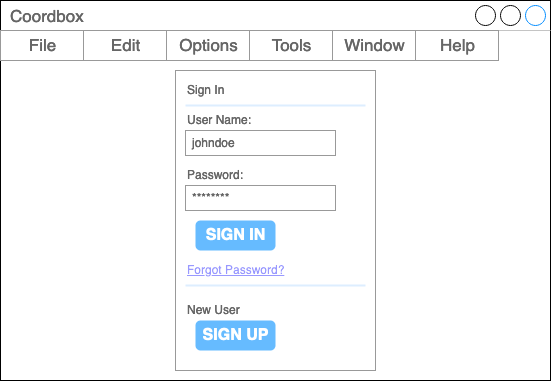 Coordbox
File Edit Options Tools Window Help
Sign In
User Name:
johndoe
Password:
********
SIGN IN
Forgot Password?
New User
SIGN UP